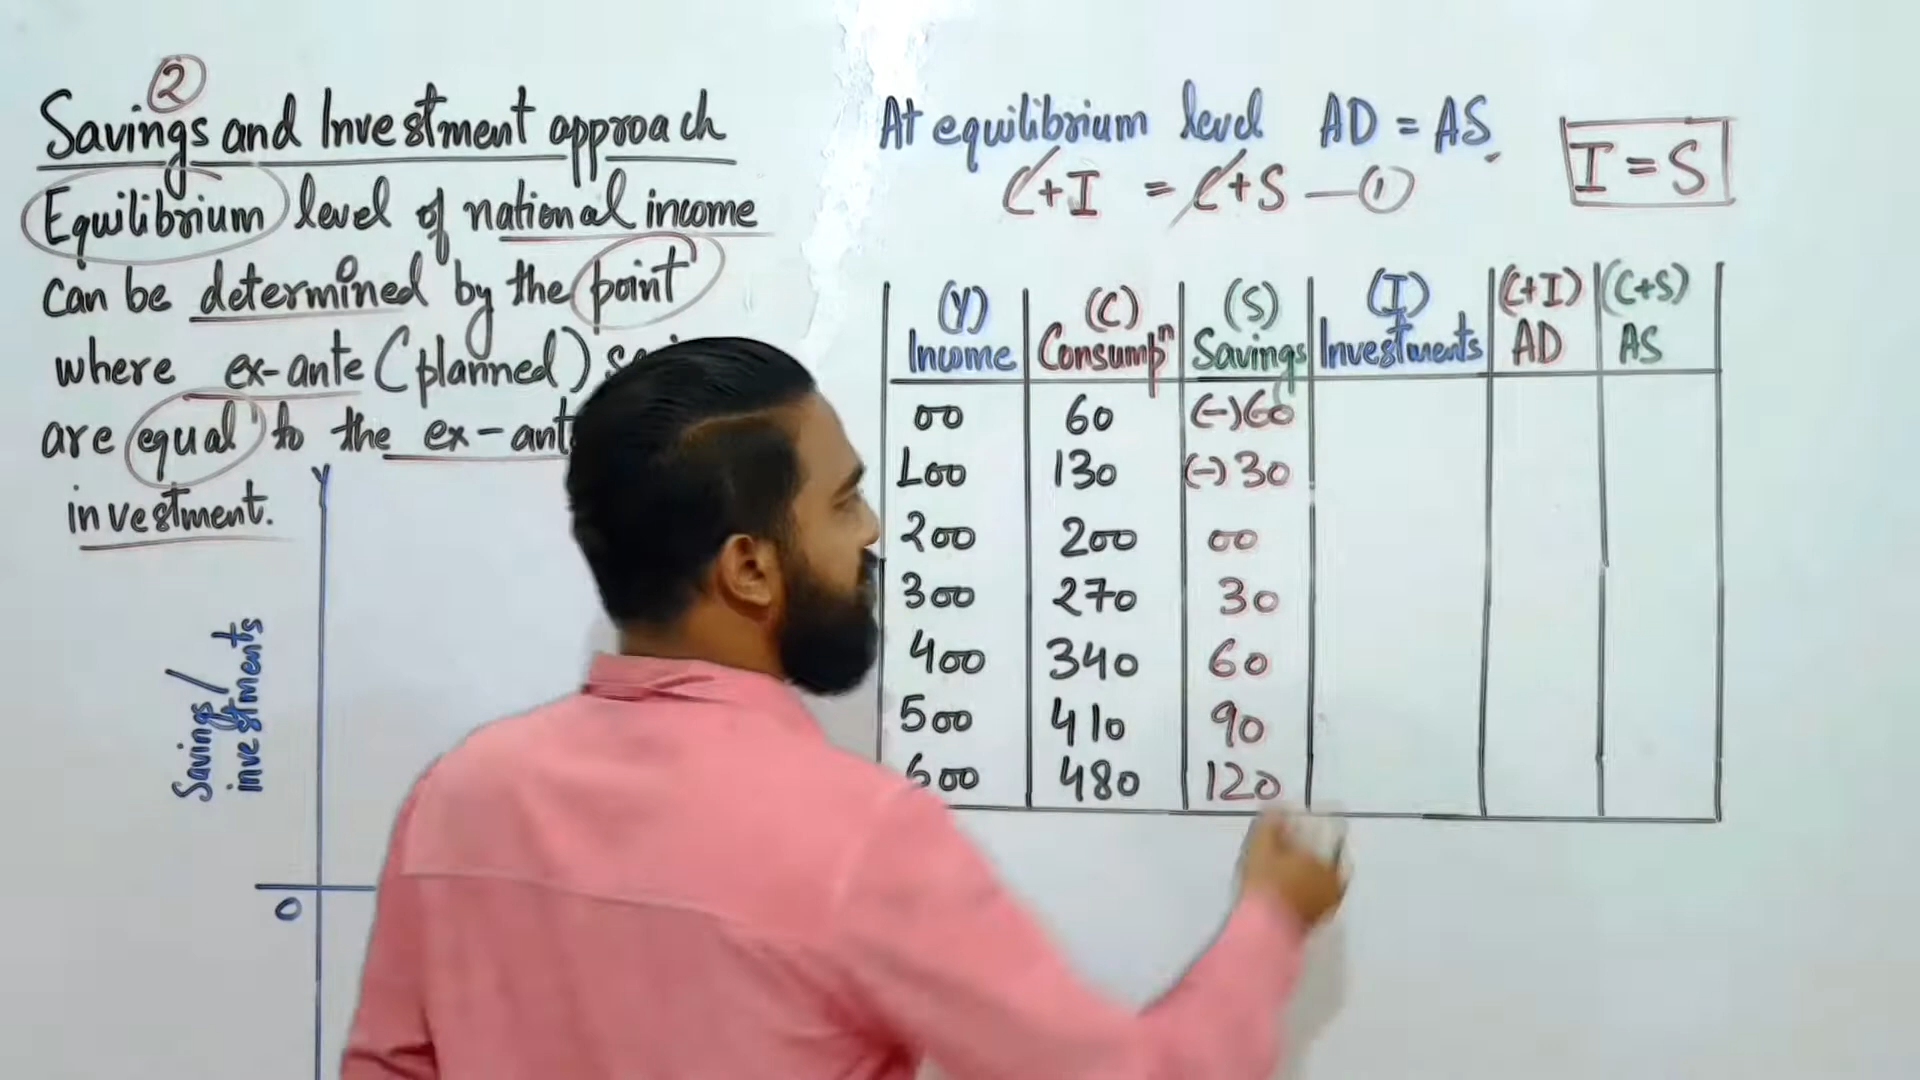 ②
Savings and Investment approach
Equilibrium level of national income
can be determined by the point
where ex-ante (planned)
are equal to the ex-ant
investment.
Y
Savings/
investments
0
At equilibrium level AD = AS
C+I = C+S — ①
I = S
(Y) (C) (S) (I) (C+I) (C+S)
Income Consumpⁿ Savings Investments AD AS
00 60 (-)60
100 130 (-)30
200 200 00
300 270 30
400 340 60
500 410 90
600 480 120